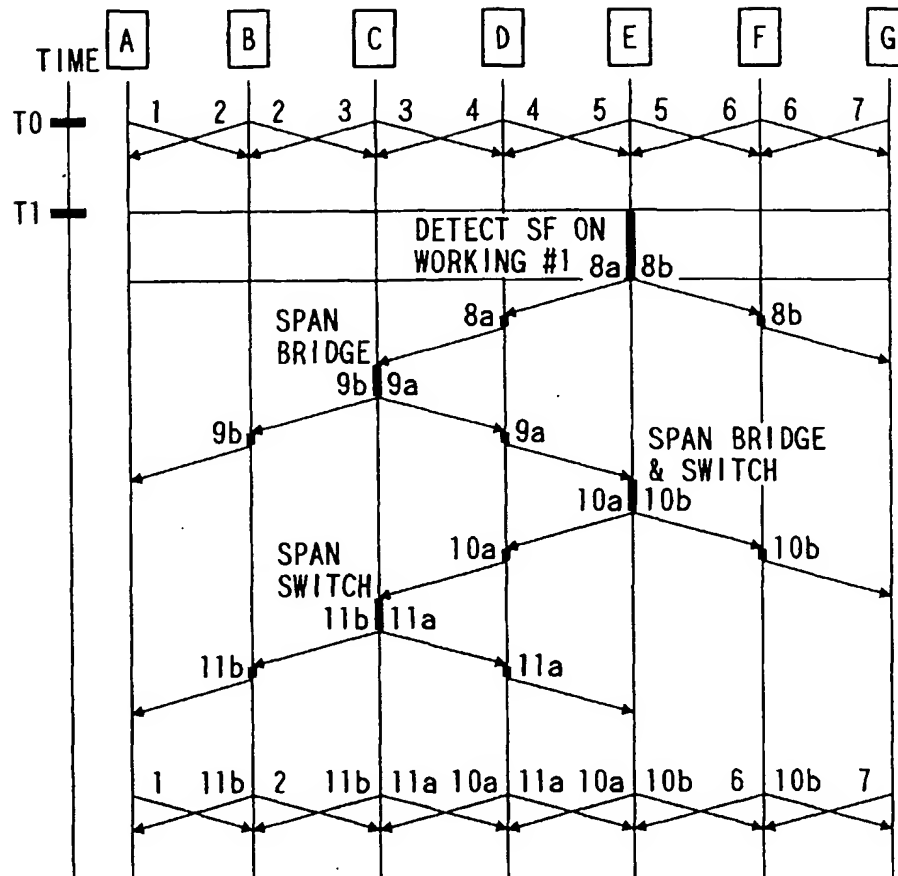 A B C D E F G
TIME
T0 1 2 2 3 3 4 4 5 5 6 6 7
T1
DETECT SF ON
WORKING #1 8a 8b
8a 8b
SPAN
BRIDGE
9b 9a
9b 9a
SPAN BRIDGE
& SWITCH
10a 10b
10a 10b
SPAN
SWITCH
11b 11a
11b 11a
1 11b 2 11b 11a 10a 11a 10a 10b 6 10b 7